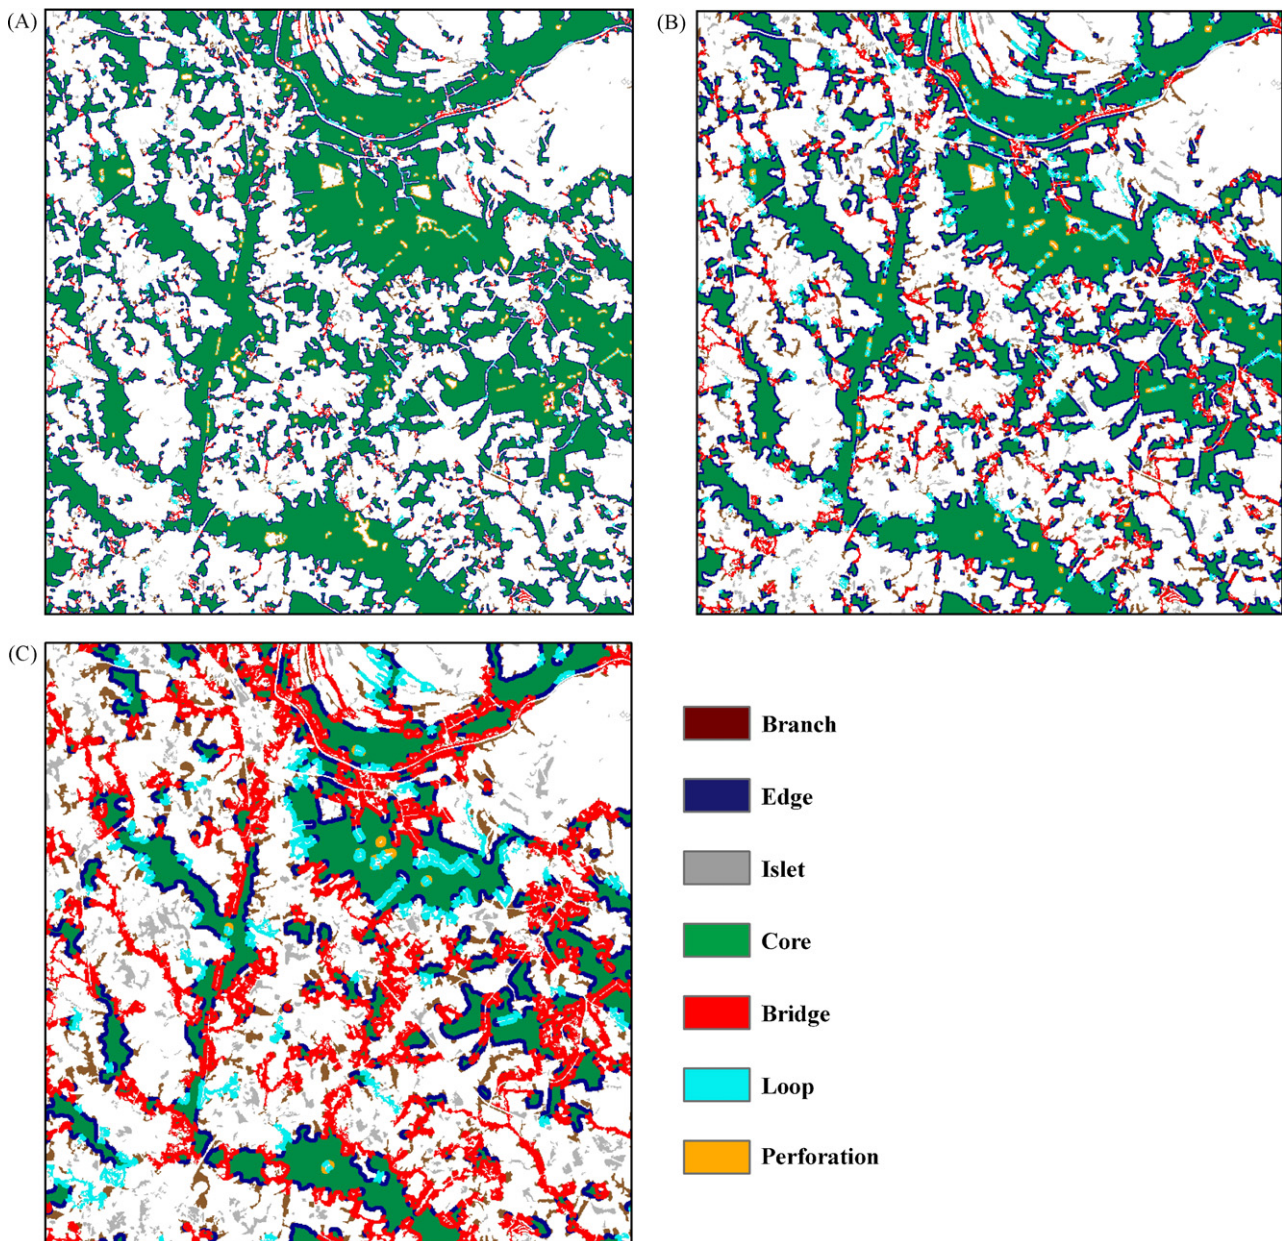 (A)
(B)
(C)
Branch
Edge
Islet
Core
Bridge
Loop
Perforation